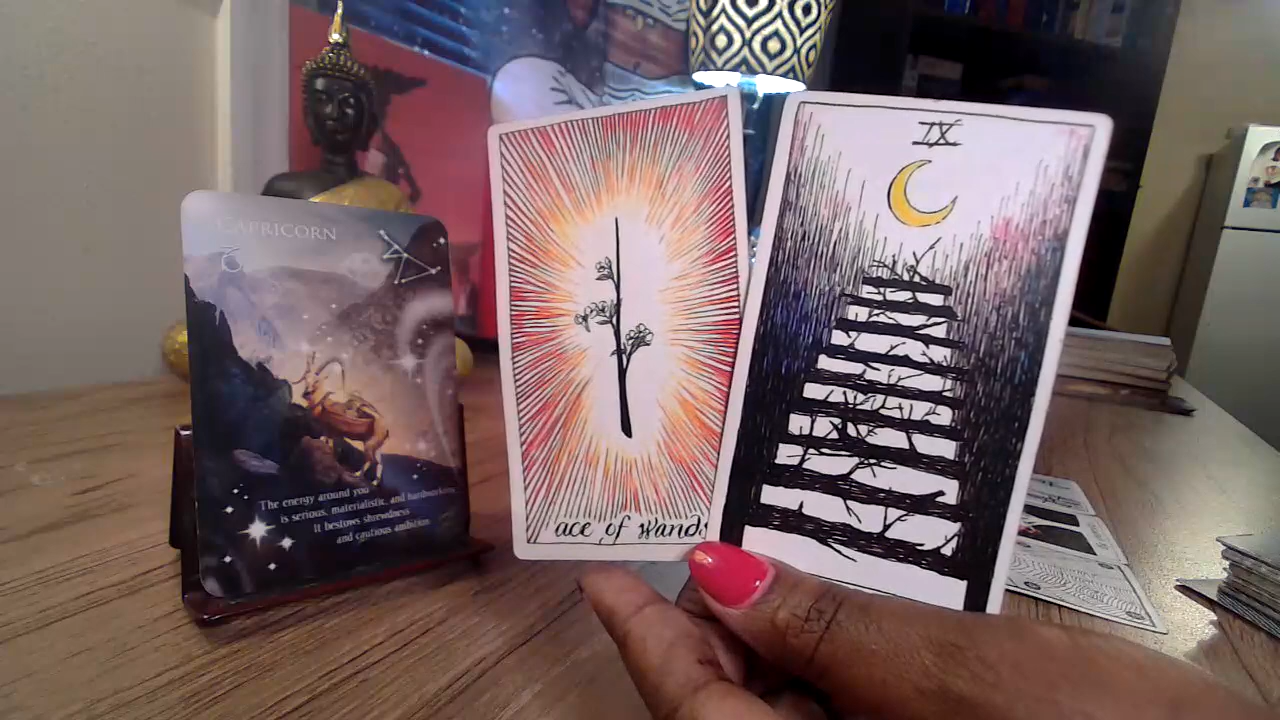 CAPRICORN
The energy around you
is serious, materialistic, and hardworking.
It bestows shrewdness
and cautious ambition.
ace of wands
IX